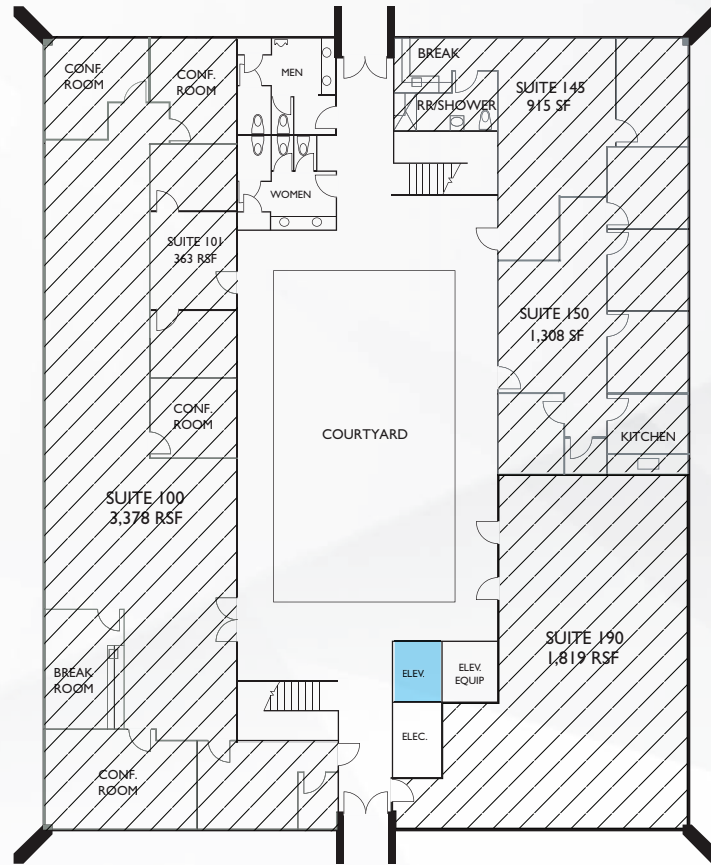 CONF.
ROOM
CONF.
ROOM
MEN
BREAK
RR/SHOWER
SUITE 145
915 SF
WOMEN
SUITE 101
363 RSF
SUITE 150
1,308 SF
CONF.
ROOM
COURTYARD
KITCHEN
SUITE 100
3,378 RSF
SUITE 190
1,819 RSF
BREAK
ROOM
ELEV.
ELEV.
EQUIP
ELEC.
CONF.
ROOM